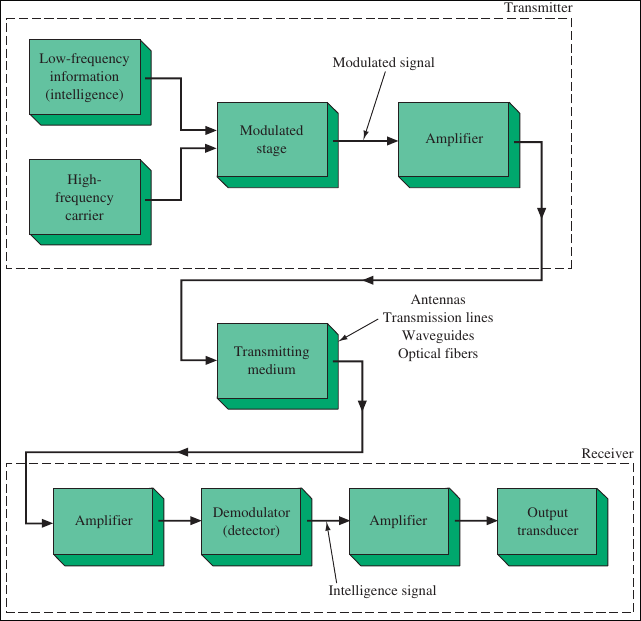 Transmitter
Low-frequency
information
(intelligence)
High-
frequency
carrier
Modulated
stage
Modulated signal
Amplifier
Antennas
Transmission lines
Waveguides
Optical fibers
Transmitting
medium
Receiver
Amplifier
Demodulator
(detector)
Amplifier
Output
transducer
Intelligence signal